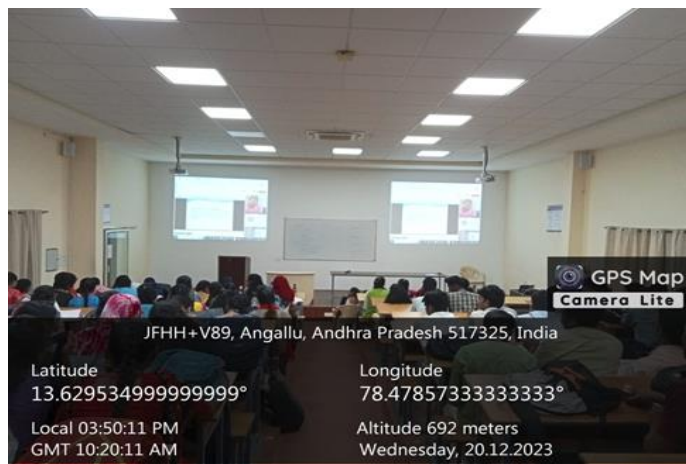 GPS Map
Camera Lite
JFHH+V89, Angallu, Andhra Pradesh 517325, India
Latitude
13.629534999999999°
Longitude
78.47857333333333°
Local 03:50:11 PM
GMT 10:20:11 AM
Altitude 692 meters
Wednesday, 20.12.2023